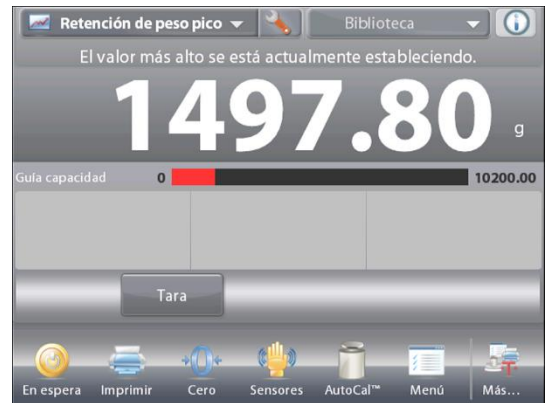 Retención de peso pico
Biblioteca
El valor más alto se está actualmente estableciendo.
1497.80 g
Guía capacidad 0 10200.00
Tara
En espera Imprimir Cero Sensores AutoCal™ Menú Más...